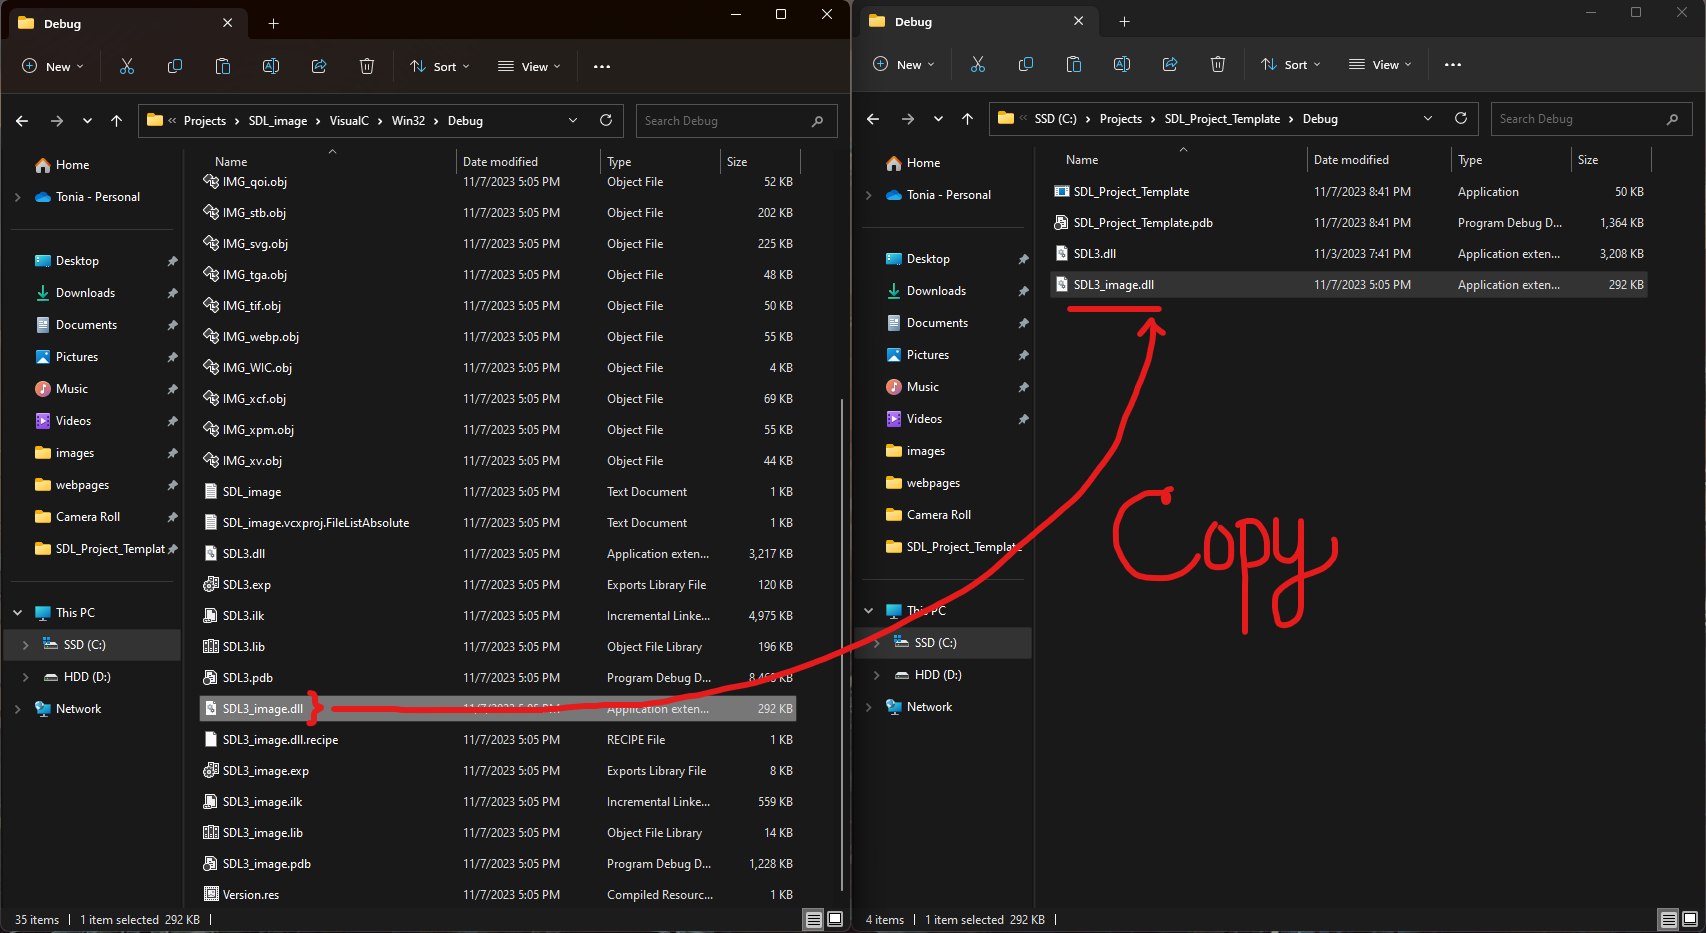 Debug
New Sort View
« Projects › SDL_image › VisualC › Win32 › Debug
Search Debug
Home
Tonia - Personal
Desktop
Downloads
Documents
Pictures
Music
Videos
images
webpages
Camera Roll
SDL_Project_Templat
This PC
SSD (C:)
HDD (D:)
Network
Name Date modified Type Size
IMG_qoi.obj 11/7/2023 5:05 PM Object File 52 KB
IMG_stb.obj 11/7/2023 5:05 PM Object File 202 KB
IMG_svg.obj 11/7/2023 5:05 PM Object File 225 KB
IMG_tga.obj 11/7/2023 5:05 PM Object File 48 KB
IMG_tif.obj 11/7/2023 5:05 PM Object File 50 KB
IMG_webp.obj 11/7/2023 5:05 PM Object File 55 KB
IMG_WIC.obj 11/7/2023 5:05 PM Object File 4 KB
IMG_xcf.obj 11/7/2023 5:05 PM Object File 69 KB
IMG_xpm.obj 11/7/2023 5:05 PM Object File 55 KB
IMG_xv.obj 11/7/2023 5:05 PM Object File 44 KB
SDL_image 11/7/2023 5:05 PM Text Document 1 KB
SDL_image.vcxproj.FileListAbsolute 11/7/2023 5:05 PM Text Document 1 KB
SDL3.dll 11/7/2023 5:05 PM Application exten... 3,217 KB
SDL3.exp 11/7/2023 5:05 PM Exports Library File 120 KB
SDL3.ilk 11/7/2023 5:05 PM Incremental Linke... 4,975 KB
SDL3.lib 11/7/2023 5:05 PM Object File Library 196 KB
SDL3.pdb 11/7/2023 5:05 PM Program Debug D... KB
SDL3_image.dll 11/7/2023 5:05 PM Application exten... 292 KB
SDL3_image.dll.recipe 11/7/2023 5:05 PM RECIPE File 1 KB
SDL3_image.exp 11/7/2023 5:05 PM Exports Library File 8 KB
SDL3_image.ilk 11/7/2023 5:05 PM Incremental Linke... 559 KB
SDL3_image.lib 11/7/2023 5:05 PM Object File Library 14 KB
SDL3_image.pdb 11/7/2023 5:05 PM Program Debug D... 1,228 KB
Version.res 11/7/2023 5:05 PM Compiled Resourc... 1 KB
35 items 1 item selected 292 KB
Debug
New Sort View
« SSD (C:) › Projects › SDL_Project_Template › Debug
Search Debug
Home
Tonia - Personal
Desktop
Downloads
Documents
Pictures
Music
Videos
images
webpages
Camera Roll
SDL_Project_Template
This PC
SSD (C:)
HDD (D:)
Network
Name Date modified Type Size
SDL_Project_Template 11/7/2023 8:41 PM Application 50 KB
SDL_Project_Template.pdb 11/7/2023 8:41 PM Program Debug D... 1,364 KB
SDL3.dll 11/3/2023 7:41 PM Application exten... 3,208 KB
SDL3_image.dll 11/7/2023 5:05 PM Application exten... 292 KB
Copy
4 items 1 item selected 292 KB